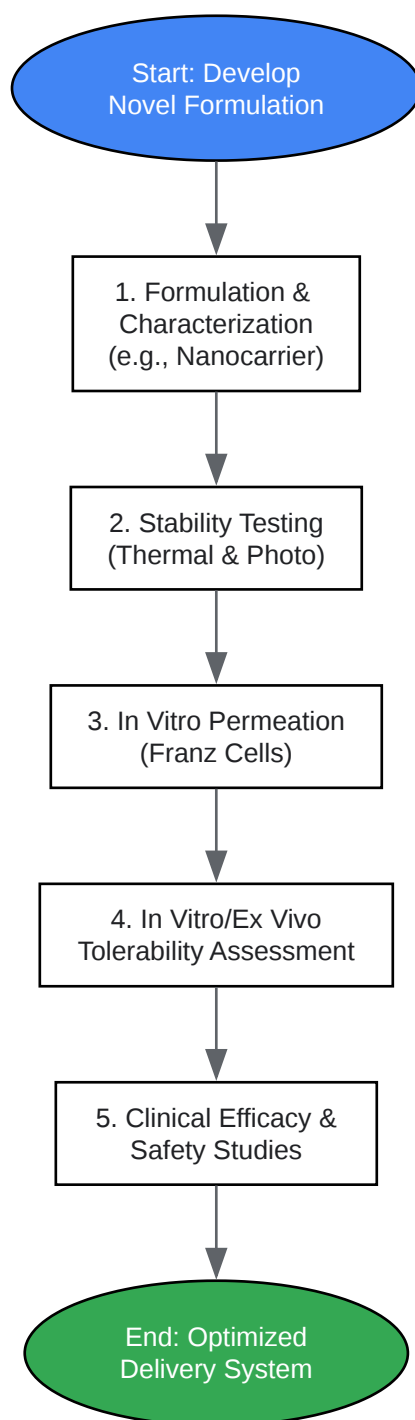 Start: Develop
Novel Formulation
1. Formulation &
Characterization
(e.g., Nanocarrier)
2. Stability Testing
(Thermal & Photo)
3. In Vitro Permeation
(Franz Cells)
4. In Vitro/Ex Vivo
Tolerability Assessment
5. Clinical Efficacy &
Safety Studies
End: Optimized
Delivery System